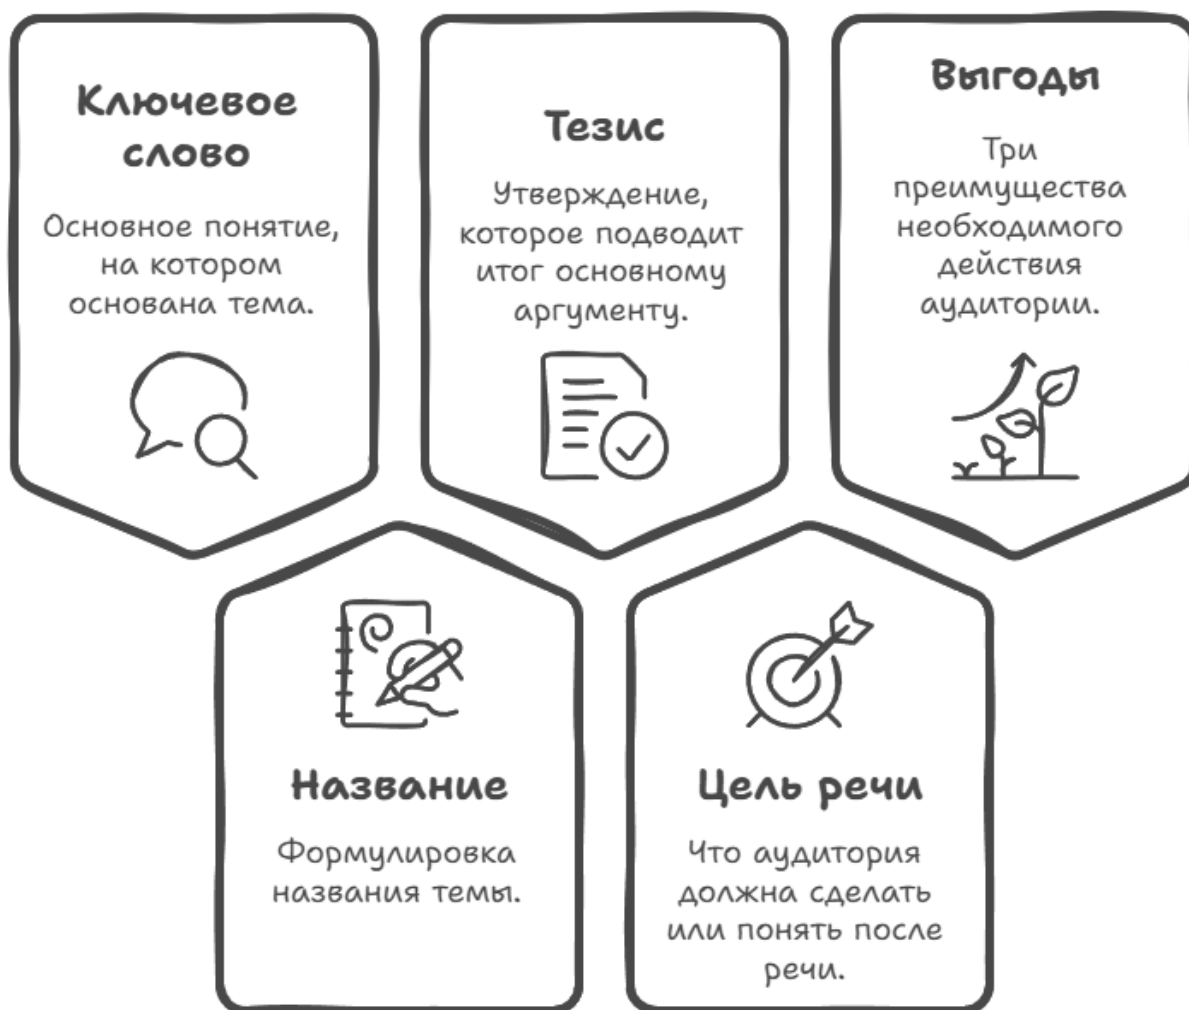 Ключевое
слово
Основное понятие,
на котором
основана тема.
Тезис
Утверждение,
которое подводит
итог основному
аргументу.
Выгоды
Три
преимущества
необходимого
действия
аудитории.
Название
Формулировка
названия темы.
Цель речи
Что аудитория
должна сделать
или понять после
речи.